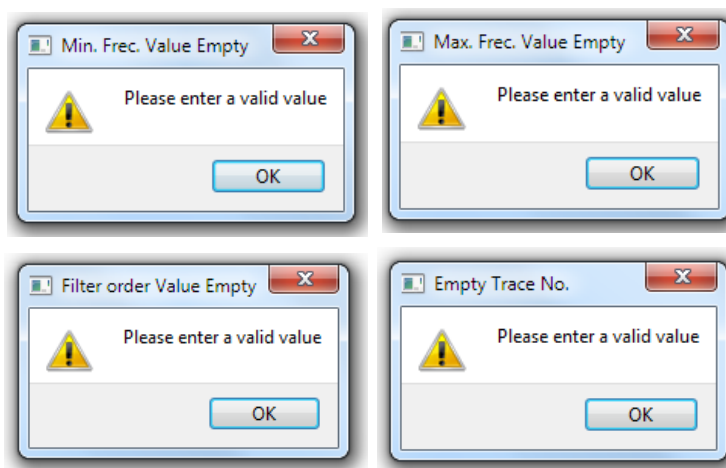 Min. Frec. Value Empty
Please enter a valid value
OK
Max. Frec. Value Empty
Please enter a valid value
OK
Filter order Value Empty
Please enter a valid value
OK
Empty Trace No.
Please enter a valid value
OK